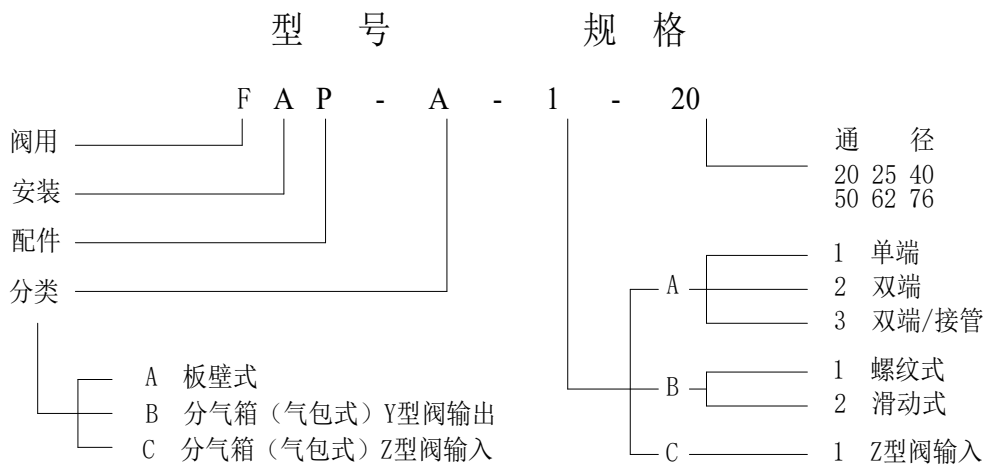 型 号 规 格
F A P - A - 1 - 20
阀用
安装
配件
分类
A 板壁式
B 分气箱（气包式）Y型阀输出
C 分气箱（气包式）Z型阀输入
通 径
20 25 40
50 62 76
A
1 单端
2 双端
3 双端/接管
B
1 螺纹式
2 滑动式
C
1 Z型阀输入